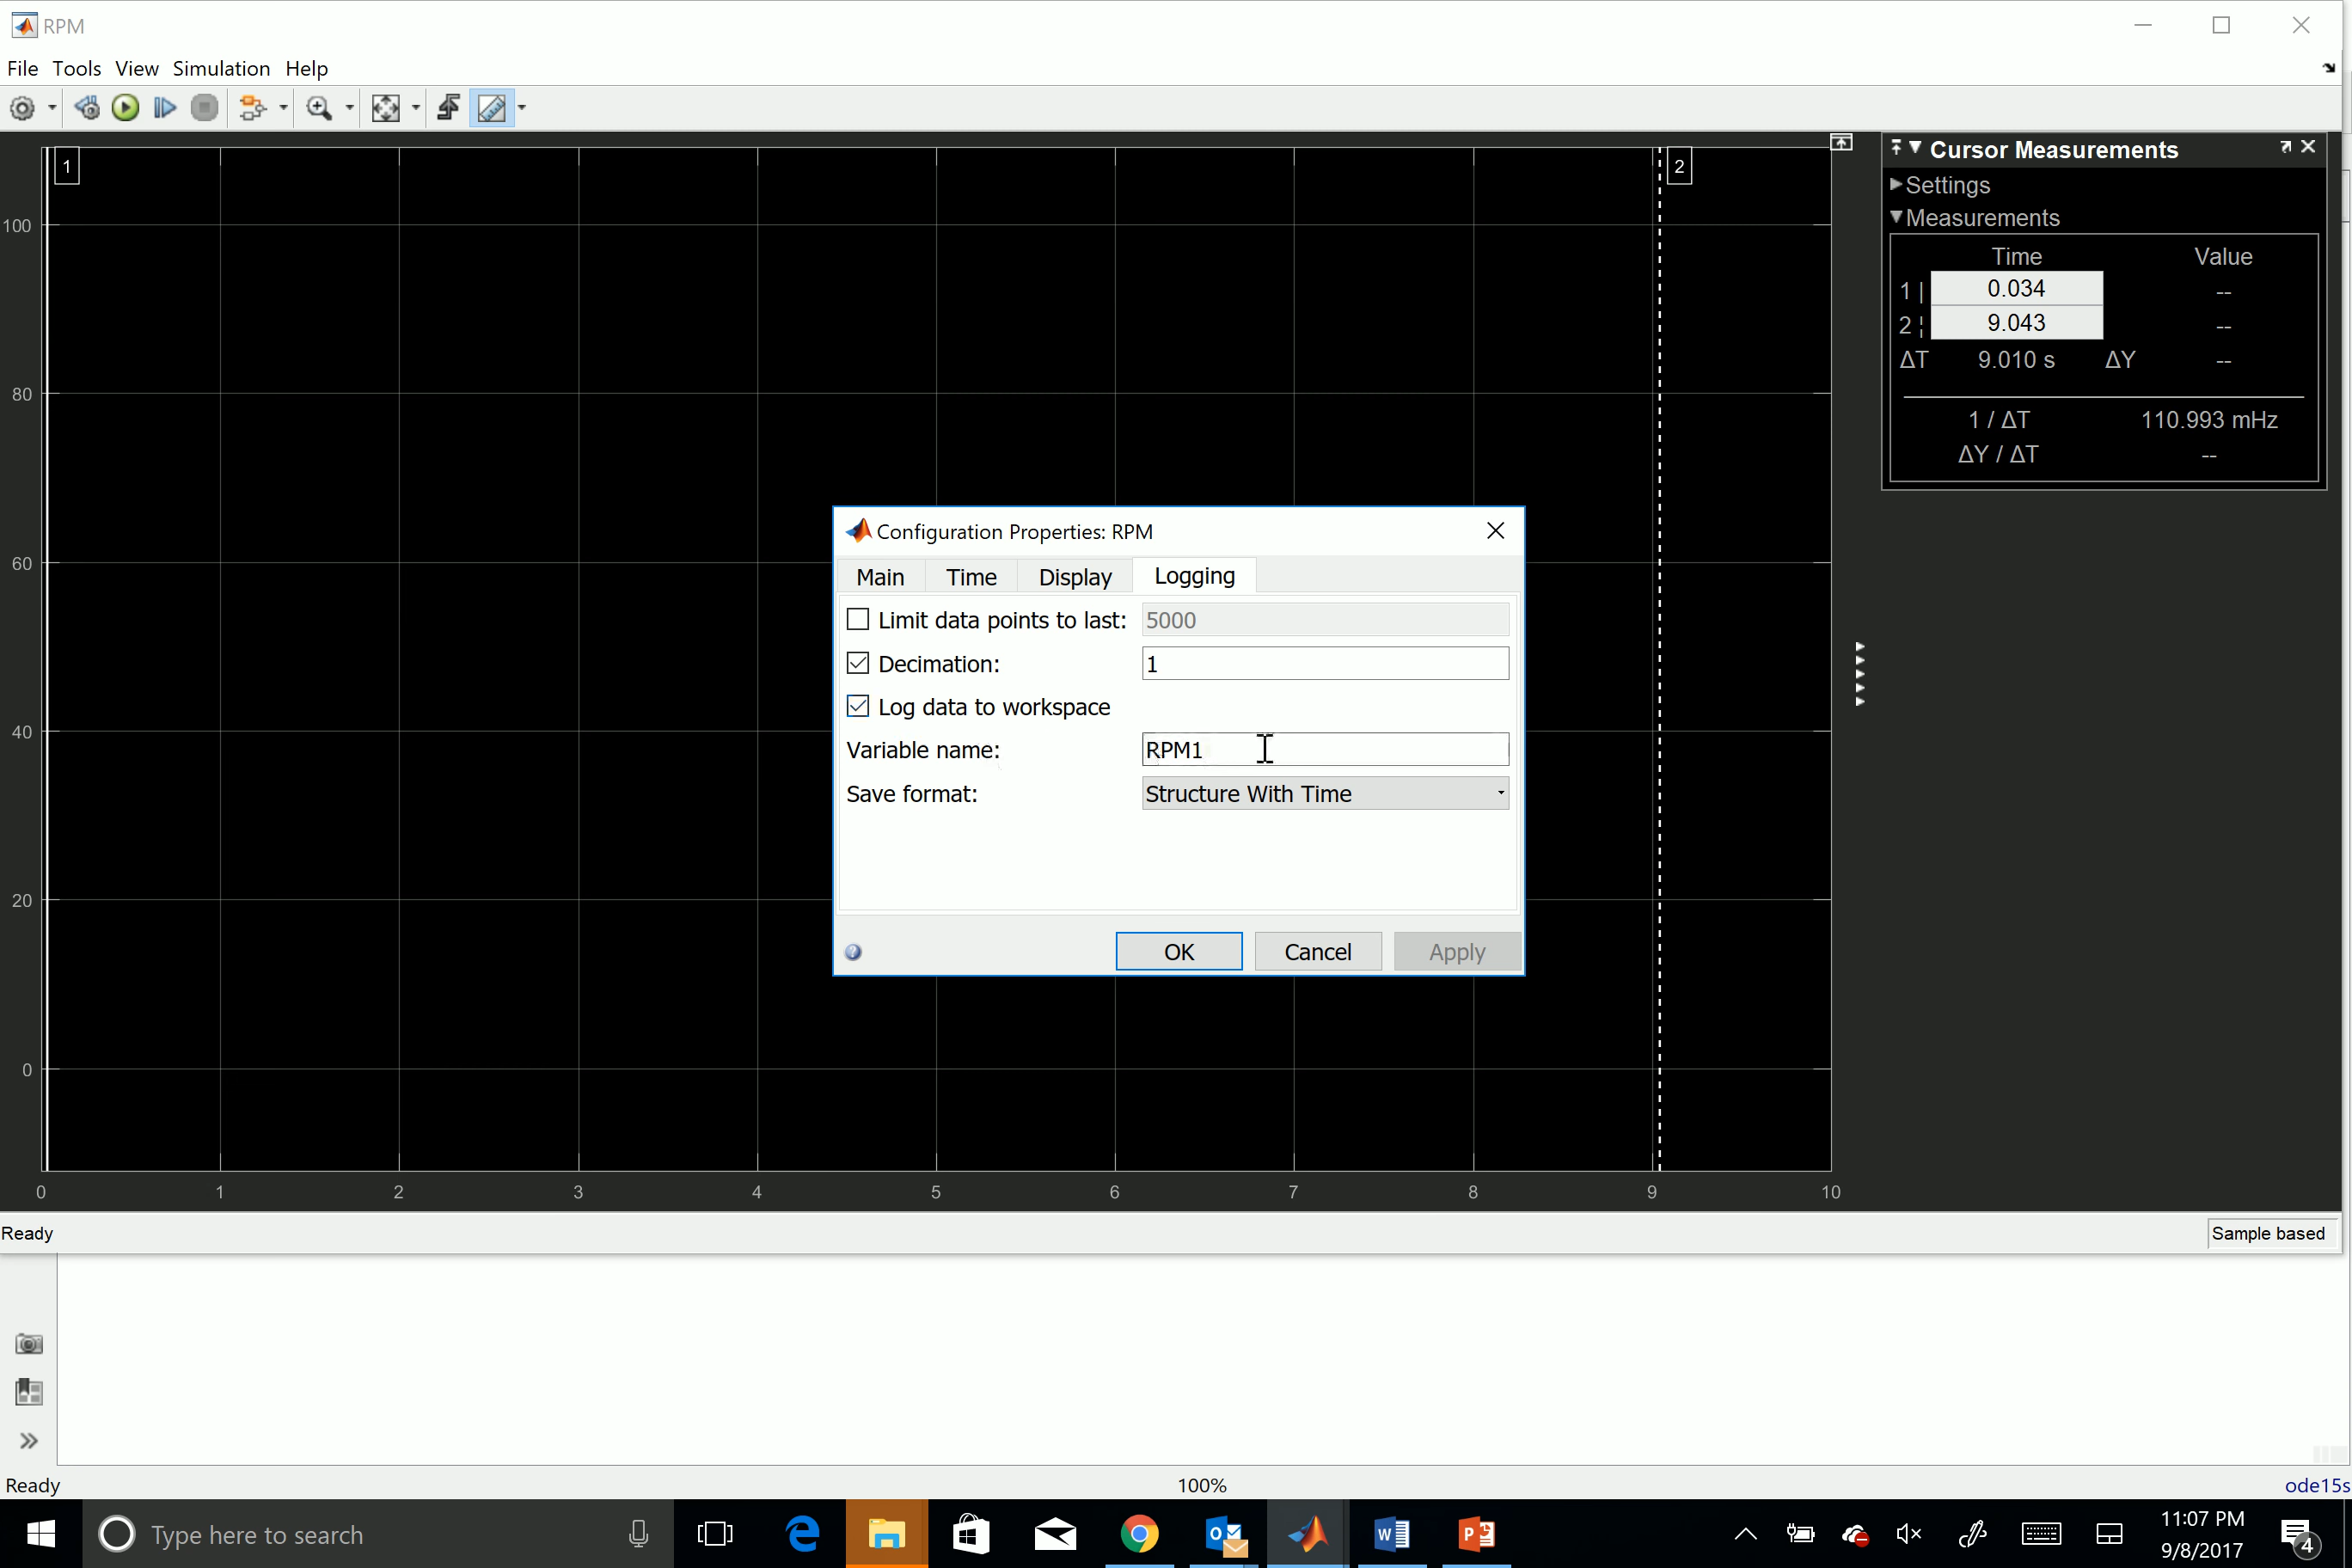 RPM
File Tools View Simulation Help
1
2
100
80
60
40
20
0
0 1 2 3 4 5 6 7 8 9 10
Cursor Measurements
Settings
Measurements
Time Value
1 | 0.034 --
2 ¦ 9.043 --
ΔT 9.010 s ΔY --
1 / ΔT 110.993 mHz
ΔY / ΔT --
Configuration Properties: RPM
Main Time Display Logging
Limit data points to last: 5000
Decimation: 1
Log data to workspace
Variable name: RPM1
Save format: Structure With Time
OK Cancel Apply
Ready Sample based
Ready 100% ode15s
Type here to search
11:07 PM
9/8/2017
4